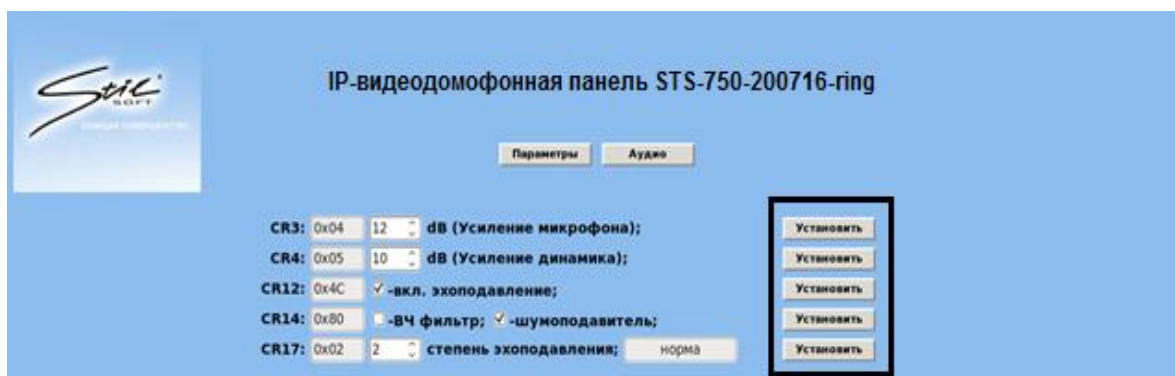 Stil
SOFT
IP-видеодомофонная панель STS-750-200716-ring
Параметры Аудио
CR3: 0x04 12 dB (Усиление микрофона); Установить
CR4: 0x05 10 dB (Усиление динамика); Установить
CR12: 0x4C -вкл. эхоподавление; Установить
CR14: 0x80 -ВЧ фильтр; -шумоподавитель; Установить
CR17: 0x02 2 степень эхоподавления; норма Установить